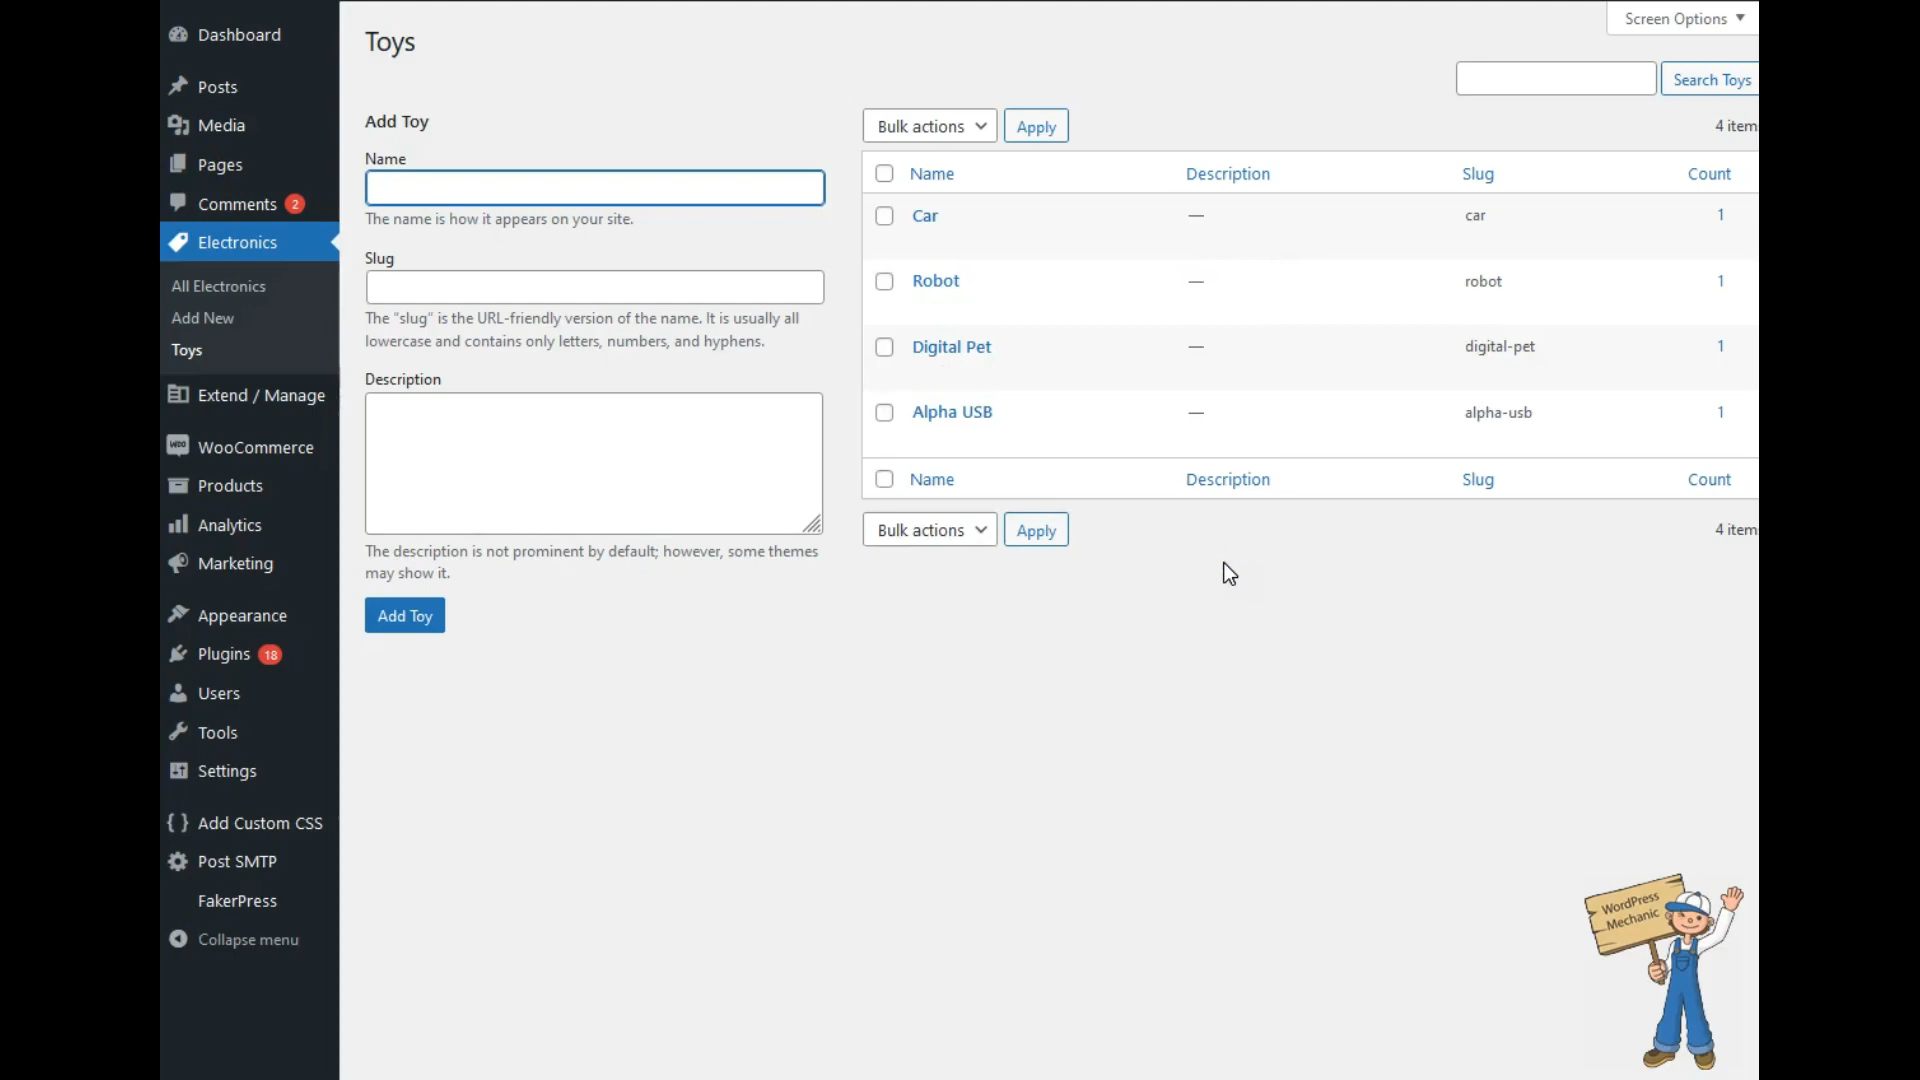 Dashboard
Posts
Media
Pages
Comments 2
Electronics
All Electronics
Add New
Toys
Extend / Manage
WooCommerce
Products
Analytics
Marketing
Appearance
Plugins 18
Users
Tools
Settings
Add Custom CSS
Post SMTP
FakerPress
Collapse menu
Screen Options
Toys
Search Toys
Add Toy
Name
The name is how it appears on your site.
Slug
The “slug” is the URL-friendly version of the name. It is usually all
lowercase and contains only letters, numbers, and hyphens.
Description
The description is not prominent by default; however, some themes
may show it.
Add Toy
Bulk actions Apply 4 item
Name Description Slug Count
Car — car 1
Robot — robot 1
Digital Pet — digital-pet 1
Alpha USB — alpha-usb 1
Name Description Slug Count
Bulk actions Apply 4 item
WordPress
Mechanic